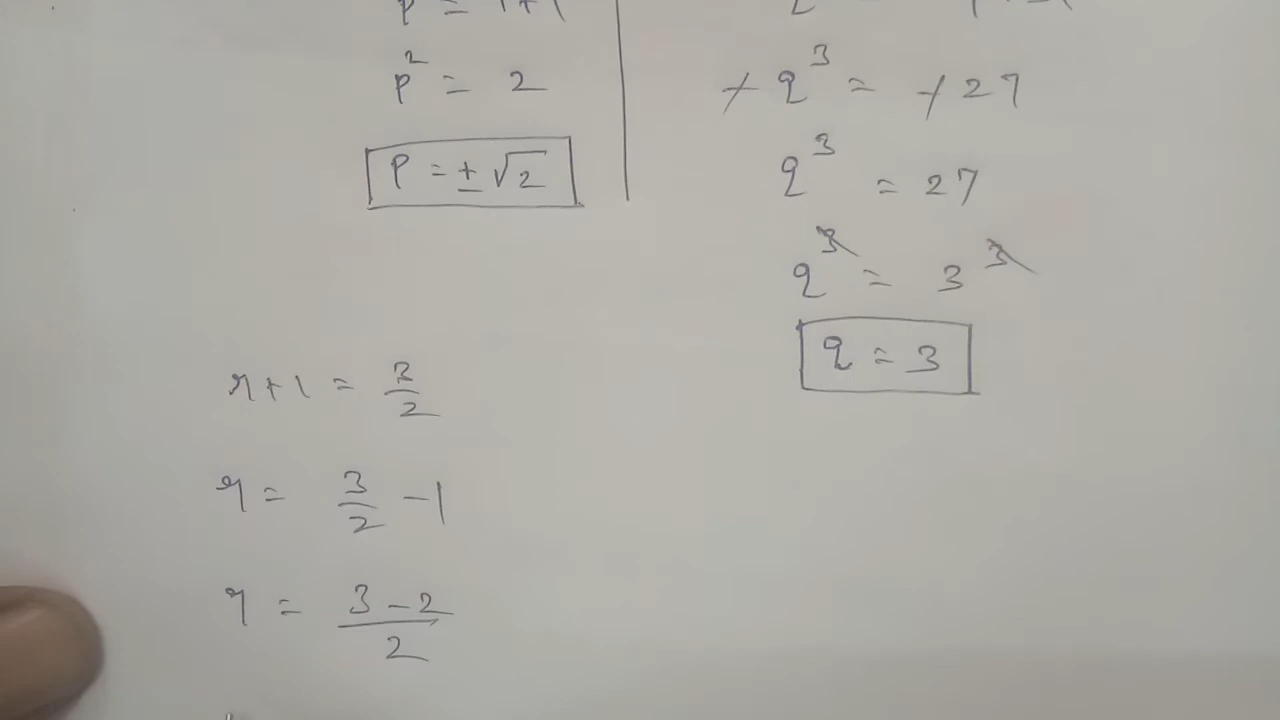 p² = 2
p = ± √2
- q³ = - 27
q³ = 27
q³ = 3³
q = 3
r + 1 = 3/2
r = 3/2 - 1
r = (3 - 2)/2